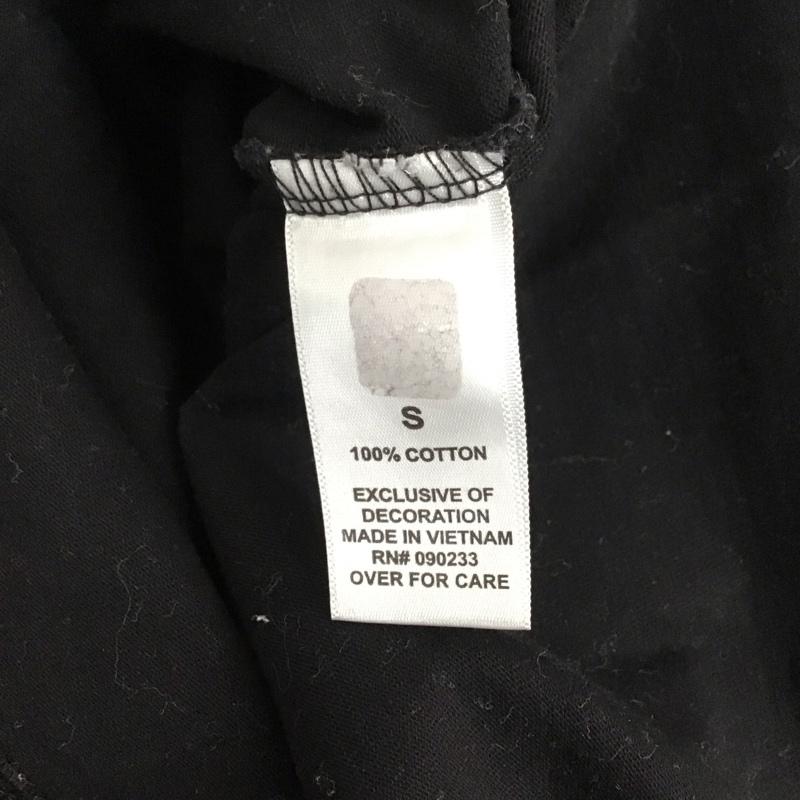 S
100% COTTON
EXCLUSIVE OF
DECORATION
MADE IN VIETNAM
RN# 090233
OVER FOR CARE